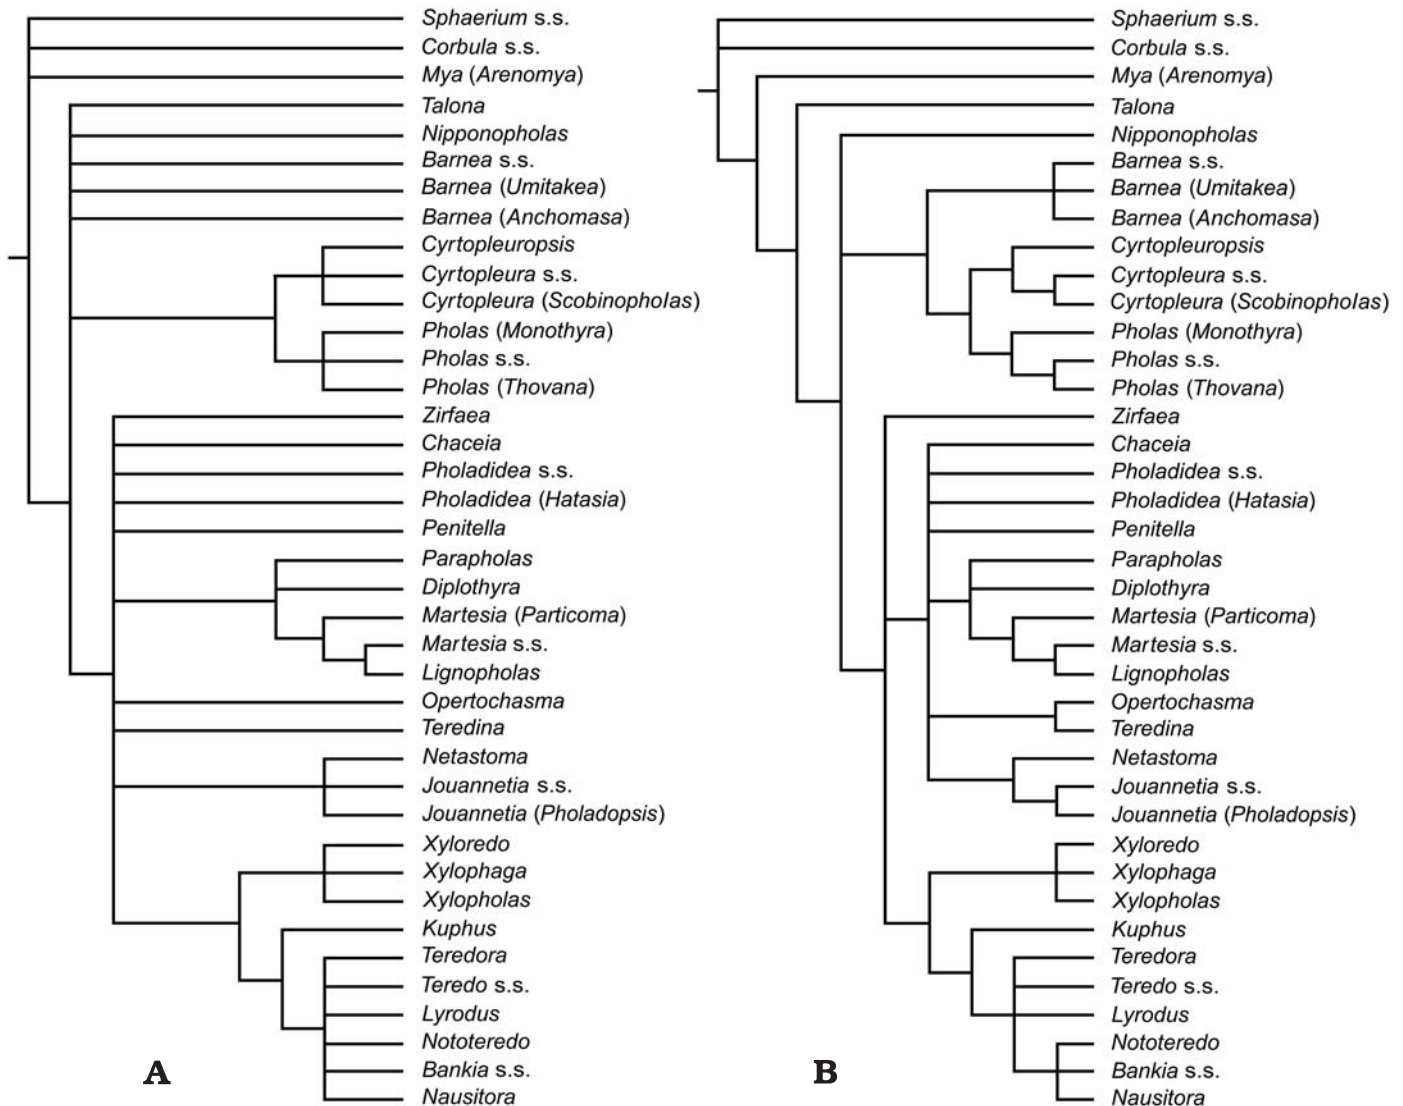 Sphaerium s.s.
Corbula s.s.
Mya (Arenomya)
Talona
Nipponopholas
Barnea s.s.
Barnea (Umitakea)
Barnea (Anchomasa)
Cyrtopleuropsis
Cyrtopleura s.s.
Cyrtopleura (Scobinopholas)
Pholas (Monothyra)
Pholas s.s.
Pholas (Thovana)
Zirfaea
Chaceia
Pholadidea s.s.
Pholadidea (Hatasia)
Penitella
Parapholas
Diplothyra
Martesia (Particoma)
Martesia s.s.
Lignopholas
Opertochasma
Teredina
Netastoma
Jouannetia s.s.
Jouannetia (Pholadopsis)
Xyloredo
Xylophaga
Xylopholas
Kuphus
Teredora
Teredo s.s.
Lyrodus
Nototeredo
Bankia s.s.
Nausitora
A
Sphaerium s.s.
Corbula s.s.
Mya (Arenomya)
Talona
Nipponopholas
Barnea s.s.
Barnea (Umitakea)
Barnea (Anchomasa)
Cyrtopleuropsis
Cyrtopleura s.s.
Cyrtopleura (Scobinopholas)
Pholas (Monothyra)
Pholas s.s.
Pholas (Thovana)
Zirfaea
Chaceia
Pholadidea s.s.
Pholadidea (Hatasia)
Penitella
Parapholas
Diplothyra
Martesia (Particoma)
Martesia s.s.
Lignopholas
Opertochasma
Teredina
Netastoma
Jouannetia s.s.
Jouannetia (Pholadopsis)
Xyloredo
Xylophaga
Xylopholas
Kuphus
Teredora
Teredo s.s.
Lyrodus
Nototeredo
Bankia s.s.
Nausitora
B